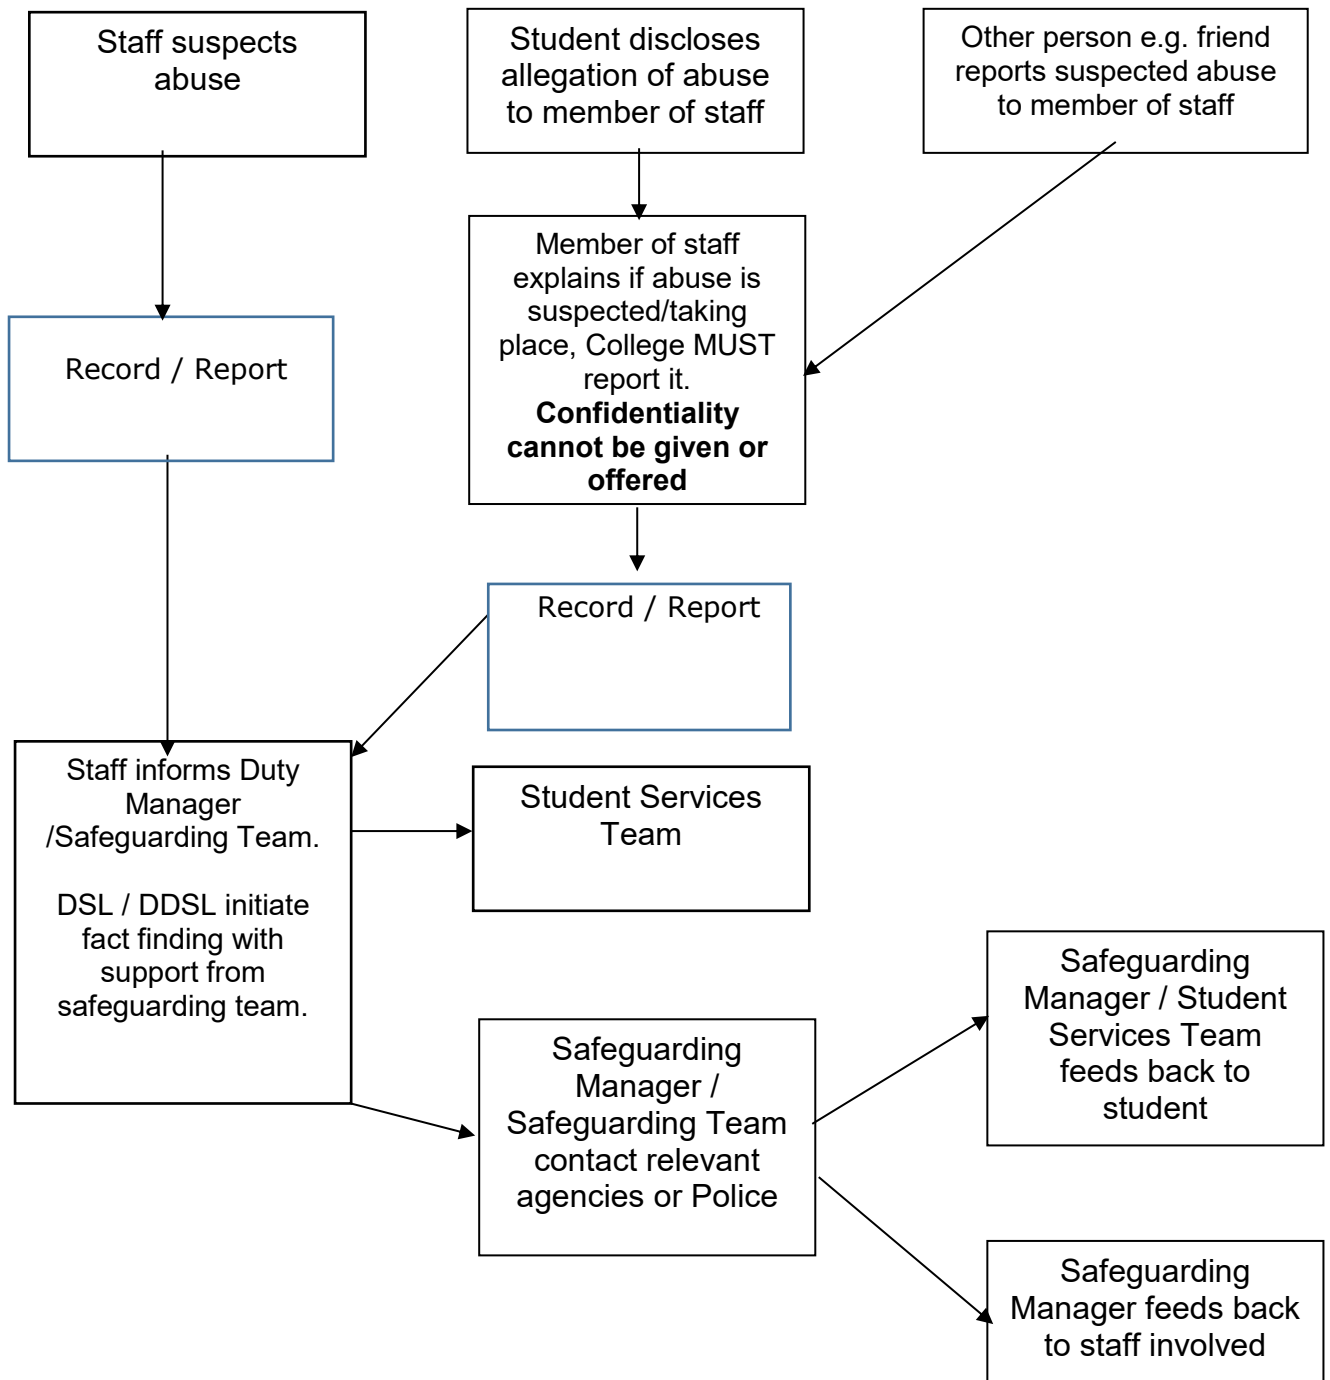 Staff suspects
abuse
Student discloses
allegation of abuse
to member of staff
Other person e.g. friend
reports suspected abuse
to member of staff
Member of staff
explains if abuse is
suspected/taking
place, College MUST
report it.
Confidentiality
cannot be given or
offered
Record / Report
Record / Report
Staff informs Duty
Manager
/Safeguarding Team.
DSL / DDSL initiate
fact finding with
support from
safeguarding team.
Student Services
Team
Safeguarding
Manager /
Safeguarding Team
contact relevant
agencies or Police
Safeguarding
Manager / Student
Services Team
feeds back to
student
Safeguarding
Manager feeds back
to staff involved